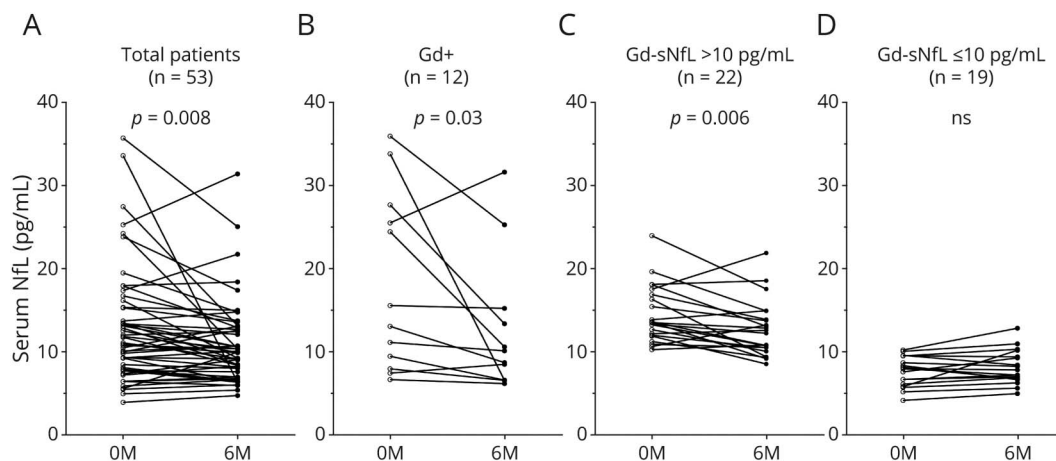 A
Total patients
(n = 53)
p = 0.008
Serum NfL (pg/mL)
40
30
20
10
0
0M
6M
B
Gd+
(n = 12)
p = 0.03
40
30
20
10
0
0M
6M
C
Gd-sNfL >10 pg/mL
(n = 22)
p = 0.006
40
30
20
10
0
0M
6M
D
Gd-sNfL ≤10 pg/mL
(n = 19)
ns
40
30
20
10
0
0M
6M